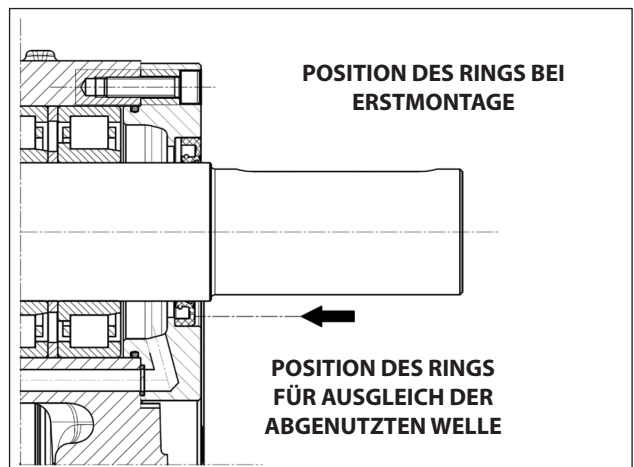 POSITION DES RINGS BEI
ERSTMONTAGE
POSITION DES RINGS
FÜR AUSGLEICH DER
ABGENUTZTEN WELLE